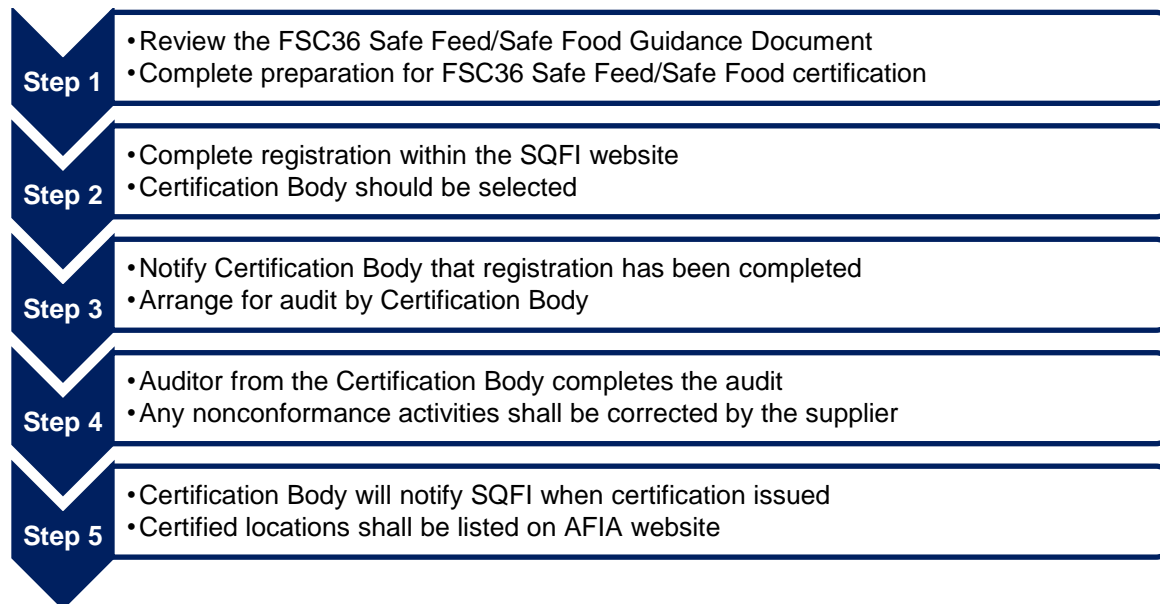 Step 1
•Review the FSC36 Safe Feed/Safe Food Guidance Document
•Complete preparation for FSC36 Safe Feed/Safe Food certification
Step 2
•Complete registration within the SQFI website
•Certification Body should be selected
Step 3
•Notify Certification Body that registration has been completed
•Arrange for audit by Certification Body
Step 4
•Auditor from the Certification Body completes the audit
•Any nonconformance activities shall be corrected by the supplier
Step 5
•Certification Body will notify SQFI when certification issued
•Certified locations shall be listed on AFIA website